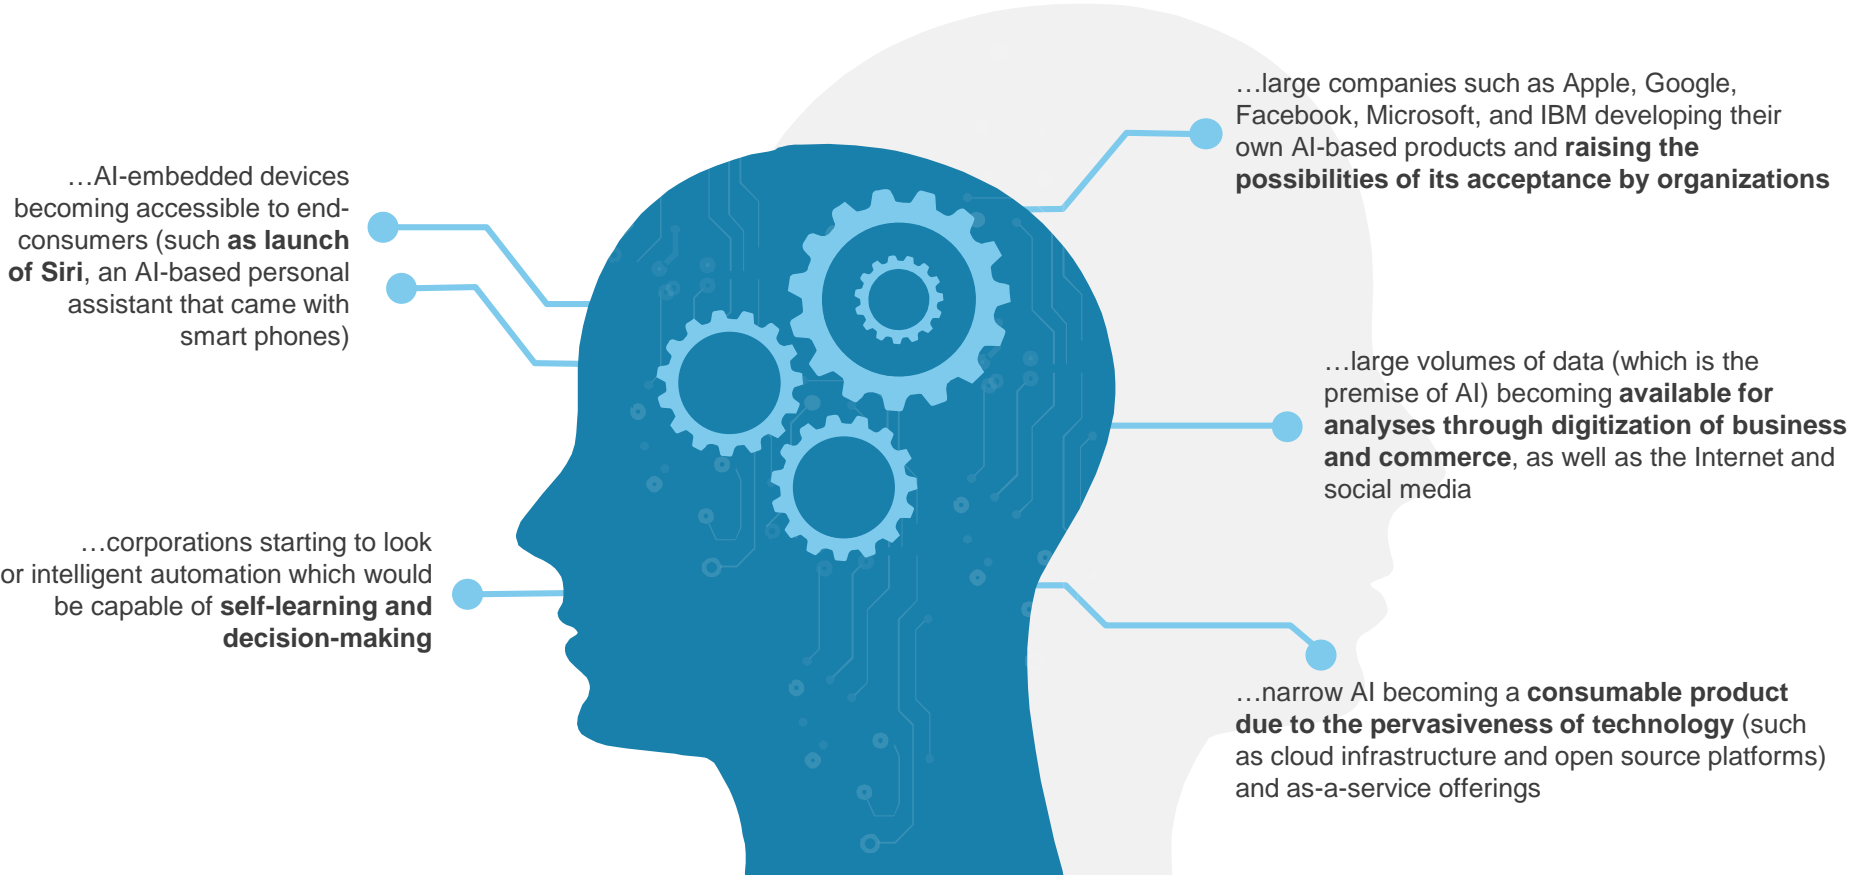 …AI-embedded devices
becoming accessible to end-
consumers (such as launch
of Siri, an AI-based personal
assistant that came with
smart phones)
…corporations starting to look
or intelligent automation which would
be capable of self-learning and
decision-making
…large companies such as Apple, Google,
Facebook, Microsoft, and IBM developing their
own AI-based products and raising the
possibilities of its acceptance by organizations
…large volumes of data (which is the
premise of AI) becoming available for
analyses through digitization of business
and commerce, as well as the Internet and
social media
…narrow AI becoming a consumable product
due to the pervasiveness of technology (such
as cloud infrastructure and open source platforms)
and as-a-service offerings